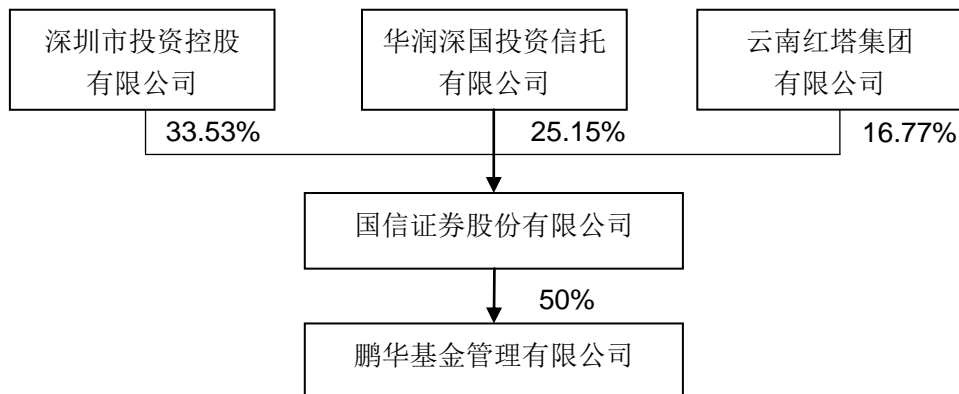 深圳市投资控股
有限公司
华润深国投资信托
有限公司
云南红塔集团
有限公司
33.53%
25.15%
16.77%
国信证券股份有限公司
50%
鹏华基金管理有限公司